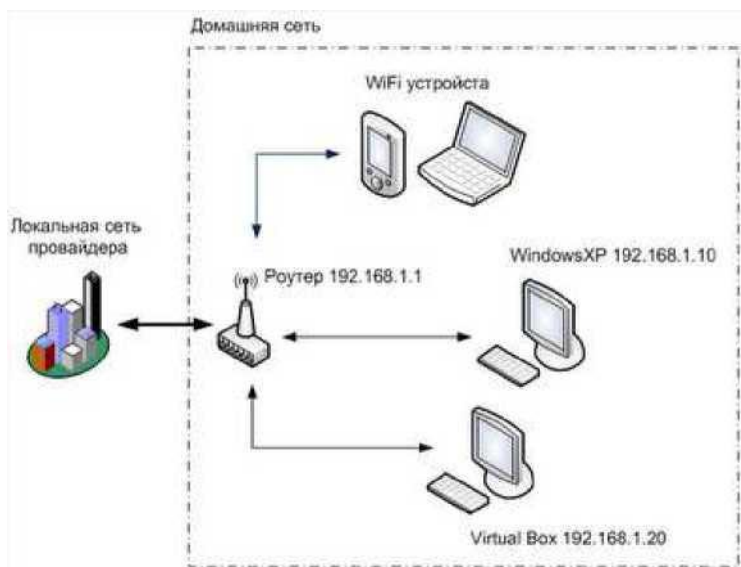 Домашняя сеть
WiFi устройста
Локальная сеть
провайдера
Роутер 192.168.1.1
WindowsXP 192.168.1.10
Virtual Box 192.168.1.20